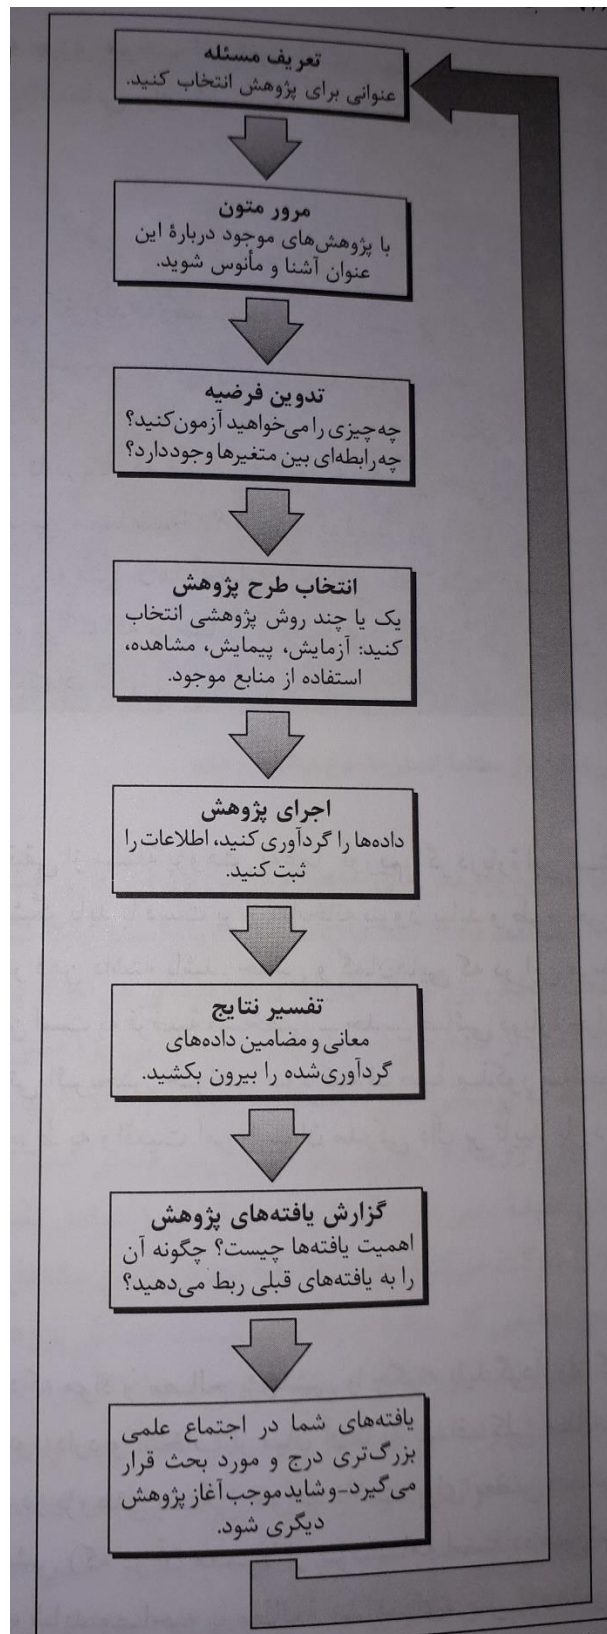 تعریف مسئله
عنوانی برای پژوهش انتخاب کنید.
مرور متون
با پژوهش‌های موجود دربارهٔ این
عنوان آشنا و مأنوس شوید.
تدوین فرضیه
چه‌چیزی را می‌خواهید آزمون‌کنید؟
چه‌رابطه‌ای بین متغیرها وجوددارد؟
انتخاب طرح پژوهش
یک یا چند روش پژوهشی انتخاب
کنید: آزمایش، پیمایش، مشاهده،
استفاده از منابع موجود.
اجرای پژوهش
داده‌ها را گردآوری کنید، اطلاعات را
ثبت کنید.
تفسیر نتایج
معانی و مضامین داده‌های
گردآوری‌شده را بیرون بکشید.
گزارش یافته‌های پژوهش
اهمیت یافته‌ها چیست؟ چگونه آن
را به یافته‌های قبلی ربط می‌دهید؟
یافته‌های شما در اجتماع علمی
بزرگ‌تری درج و مورد بحث قرار
می‌گیرد-و شاید موجب آغاز پژوهش
دیگری شود.